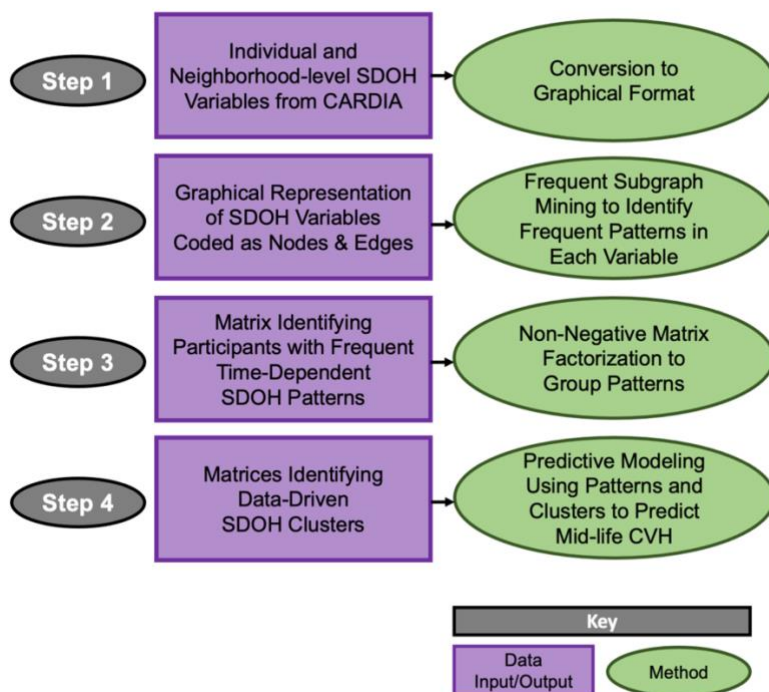 Step 1
Individual and
Neighborhood-level SDOH
Variables from CARDIA
Conversion to
Graphical Format
Step 2
Graphical Representation
of SDOH Variables
Coded as Nodes & Edges
Frequent Subgraph
Mining to Identify
Frequent Patterns in
Each Variable
Step 3
Matrix Identifying
Participants with Frequent
Time-Dependent
SDOH Patterns
Non-Negative Matrix
Factorization to
Group Patterns
Step 4
Matrices Identifying
Data-Driven
SDOH Clusters
Predictive Modeling
Using Patterns and
Clusters to Predict
Mid-life CVH
Key
Data
Input/Output
Method